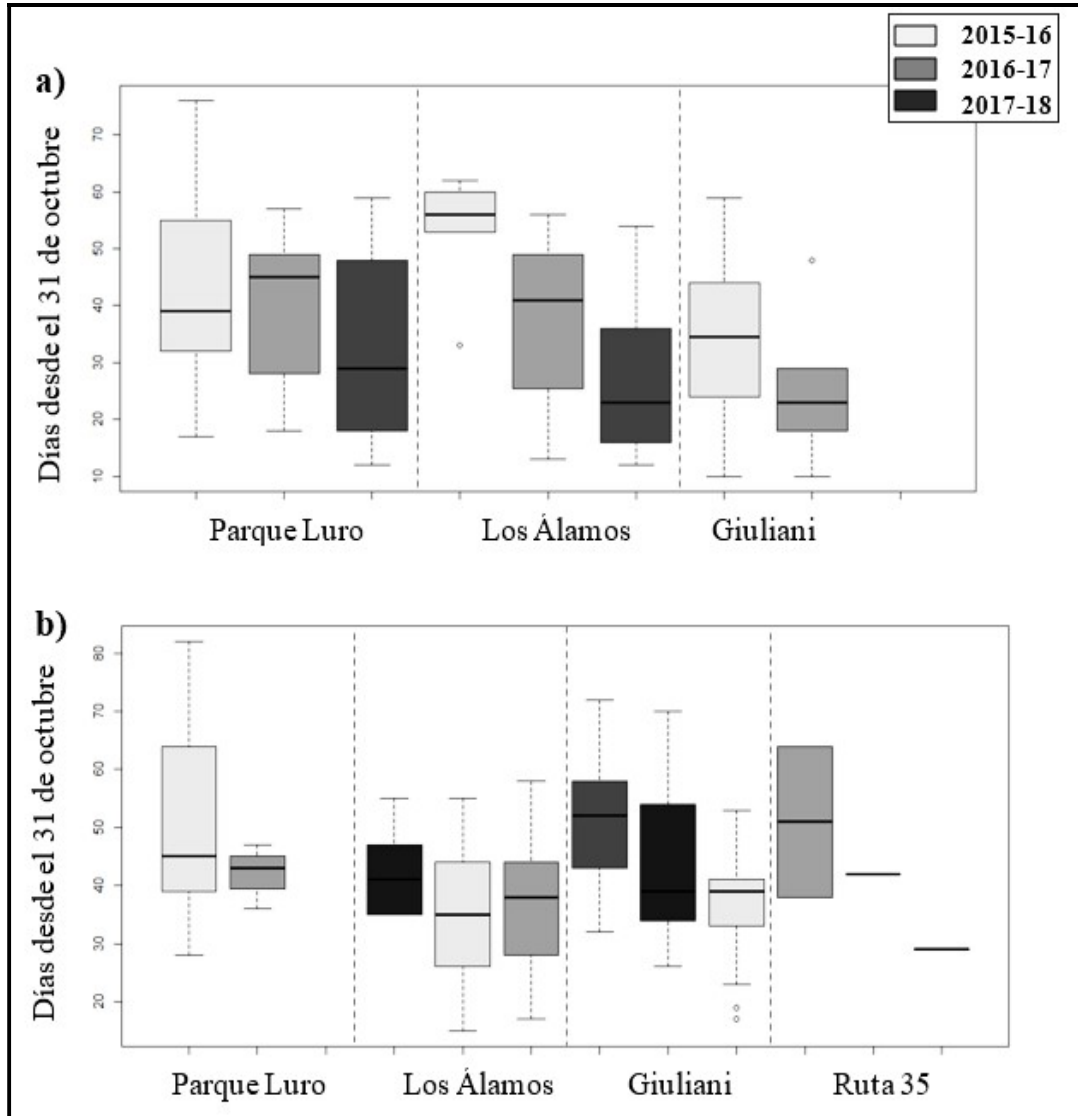 2015-16
2016-17
2017-18
a)
Días desde el 31 de octubre
70
60
50
40
30
20
10
Parque Luro Los Álamos Giuliani
b)
Días desde el 31 de octubre
80
70
60
50
40
30
20
Parque Luro Los Álamos Giuliani Ruta 35